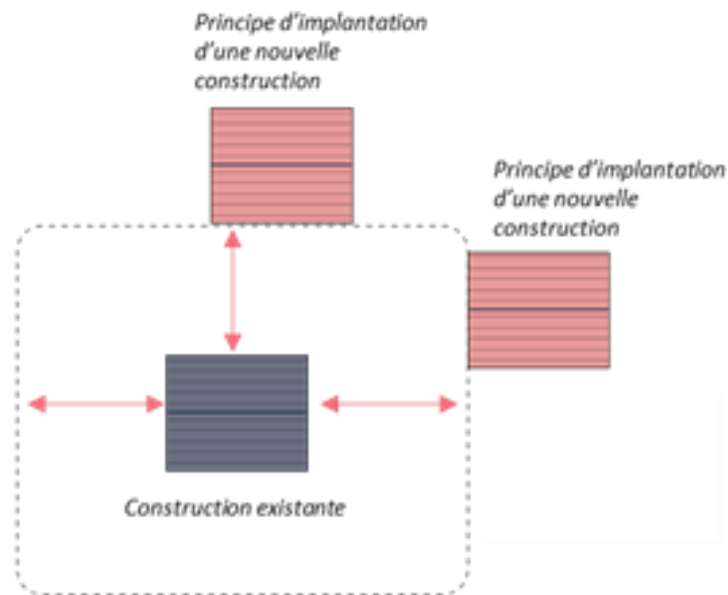 Principe d'implantation
d'une nouvelle
construction
Principe d'implantation
d'une nouvelle
construction
Construction existante